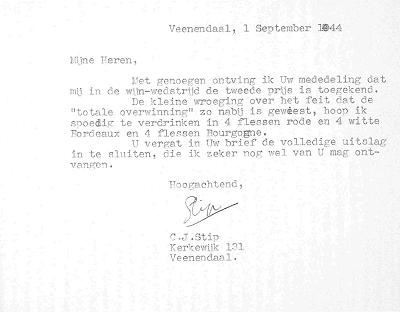 Veenendaal, 1 September 1944
Mijne Heren,
Met genoegen ontving ik Uw mededeling dat
mij in de wijn-wedstrijd de tweede prijs is toegekend.
De kleine wroeging over het feit dat de
"totale overwinning" zo nabij is geweest, hoop ik
spoedig te verdrinken in 4 flessen rode en 4 witte
Bordeaux en 4 flessen Bourgogne.
U vergat in Uw brief de volledige uitslag
in te sluiten, die ik zeker nog wel van U mag ont-
vangen.
Hoogachtend,
Stip
C.J.Stip
Kerkewijk 131
Veenendaal.